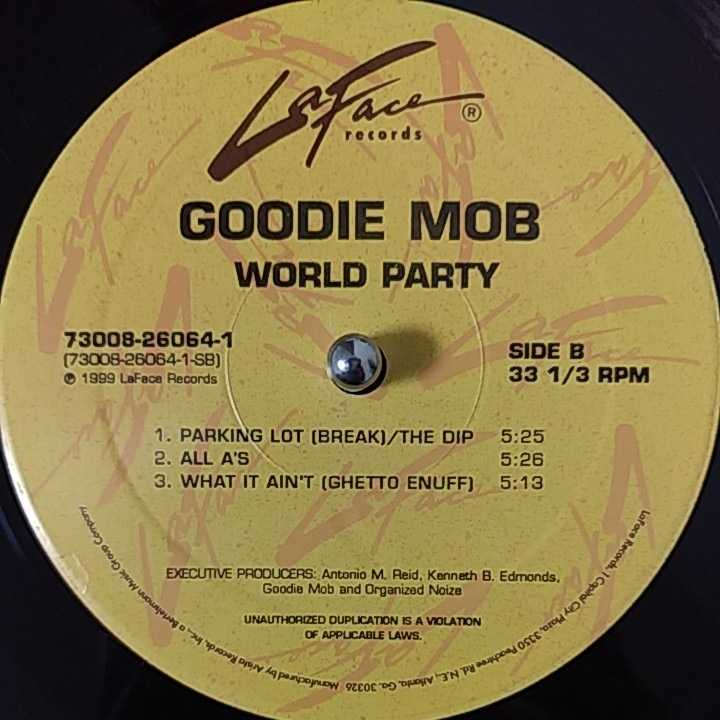 LaFace ®
records
GOODIE MOB
WORLD PARTY
73008-26064-1
(73008-26064-1-SB)
℗ 1999 LaFace Records
SIDE B
33 1/3 RPM
1. PARKING LOT (BREAK)/THE DIP 5:25
2. ALL A'S 5:26
3. WHAT IT AIN'T (GHETTO ENUFF) 5:13
EXECUTIVE PRODUCERS: Antonio M. Reid, Kenneth B. Edmonds,
Goodie Mob and Organized Noize
UNAUTHORIZED DUPLICATION IS A VIOLATION
OF APPLICABLE LAWS.
LaFace Records, 1 Capitol City Plaza, 3350 Peachtree Rd. N.E., Atlanta, Ga. 30326 Manufactured by Arista Records, Inc., a Bertelsmann Music Group Company